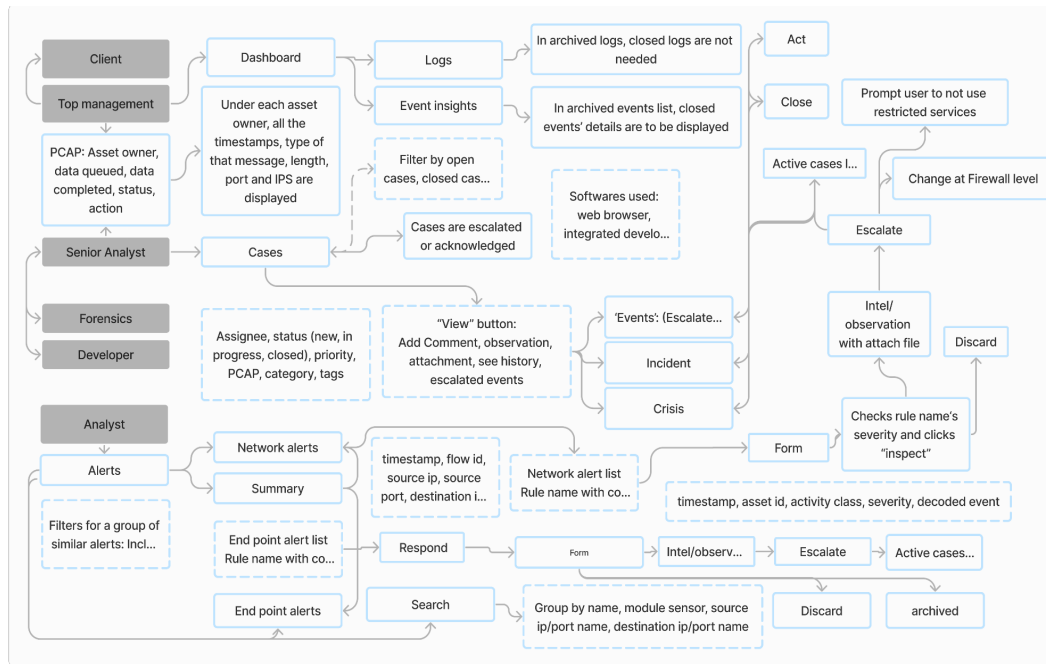 Client
Top management
PCAP: Asset owner,
data queued, data
completed, status,
action
Senior Analyst
Forensics
Developer
Analyst
Alerts
Filters for a group of
similar alerts: Incl...
Dashboard
Under each asset
owner, all the
timestamps, type of
that message, length,
port and IPS are
displayed
Cases
Assignee, status (new, in
progress, closed), priority,
PCAP, category, tags
Network alerts
Summary
End point alert list
Rule name with co...
End point alerts
Logs
Event insights
Filter by open
cases, closed cas...
Cases are escalated
or acknowledged
“View” button:
Add Comment, observation,
attachment, see history,
escalated events
timestamp, flow id,
source ip, source
port, destination i...
Respond
Search
In archived logs, closed logs are not
needed
In archived events list, closed
events’ details are to be displayed
Softwares used:
web browser,
integrated develo...
‘Events’: (Escalate...
Incident
Crisis
Network alert list
Rule name with co...
Form
Group by name, module sensor, source
ip/port name, destination ip/port name
Act
Close
Active cases l...
Prompt user to not use
restricted services
Change at Firewall level
Escalate
Intel/
observation
with attach file
Discard
Checks rule name’s
severity and clicks
“inspect”
Form
timestamp, asset id, activity class, severity, decoded event
Intel/observ...
Escalate
Active cases...
Discard
archived